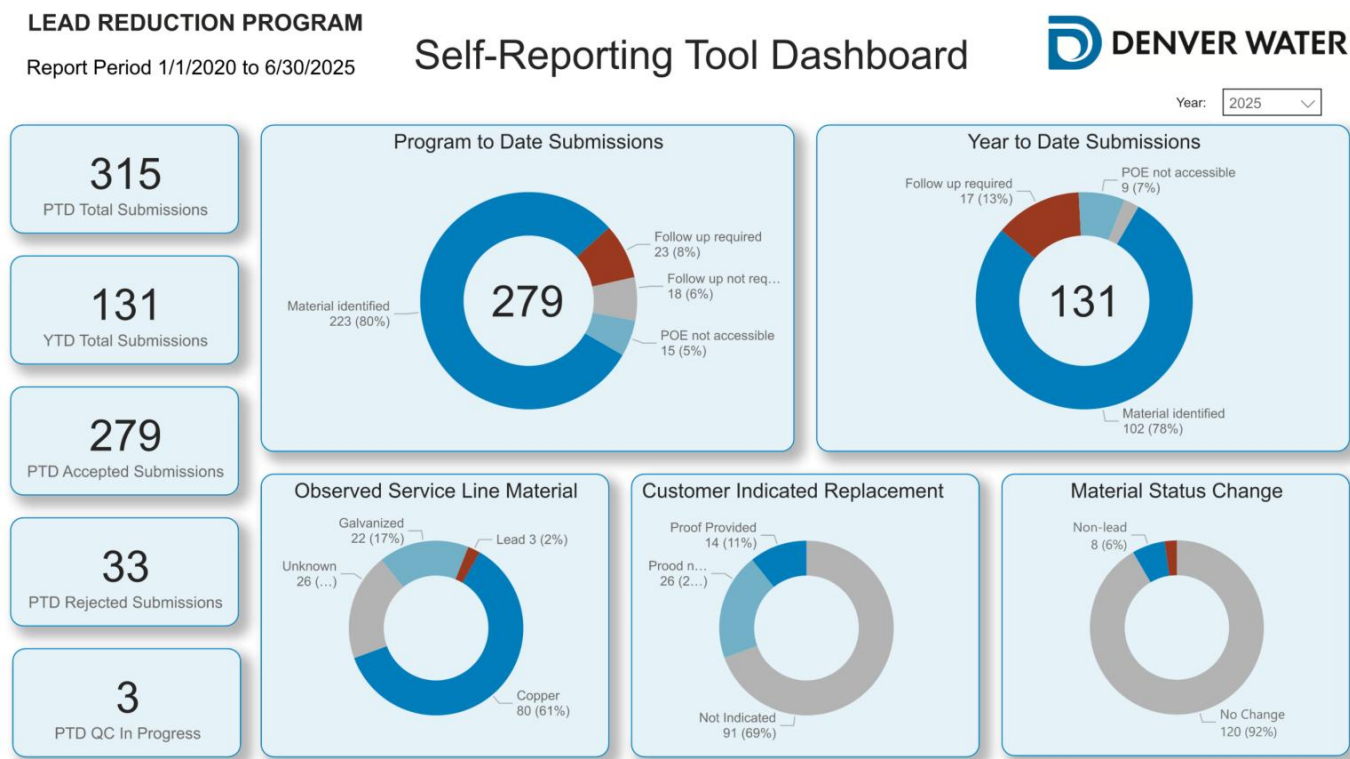 LEAD REDUCTION PROGRAM
Report Period 1/1/2020 to 6/30/2025
Self-Reporting Tool Dashboard
DENVER WATER
Year:
2025
315
PTD Total Submissions
131
YTD Total Submissions
279
PTD Accepted Submissions
33
PTD Rejected Submissions
3
PTD QC In Progress
Program to Date Submissions
Follow up required
23 (8%)
Follow up not req...
18 (6%)
POE not accessible
15 (5%)
Material identified
223 (80%)
279
Year to Date Submissions
POE not accessible
9 (7%)
Follow up required
17 (13%)
131
Material identified
102 (78%)
Observed Service Line Material
Galvanized
22 (17%)
Lead 3 (2%)
Unknown
26 (...)
Copper
80 (61%)
Customer Indicated Replacement
Proof Provided
14 (11%)
Prood n...
26 (2...)
Not Indicated
91 (69%)
Material Status Change
Non-lead
8 (6%)
No Change
120 (92%)